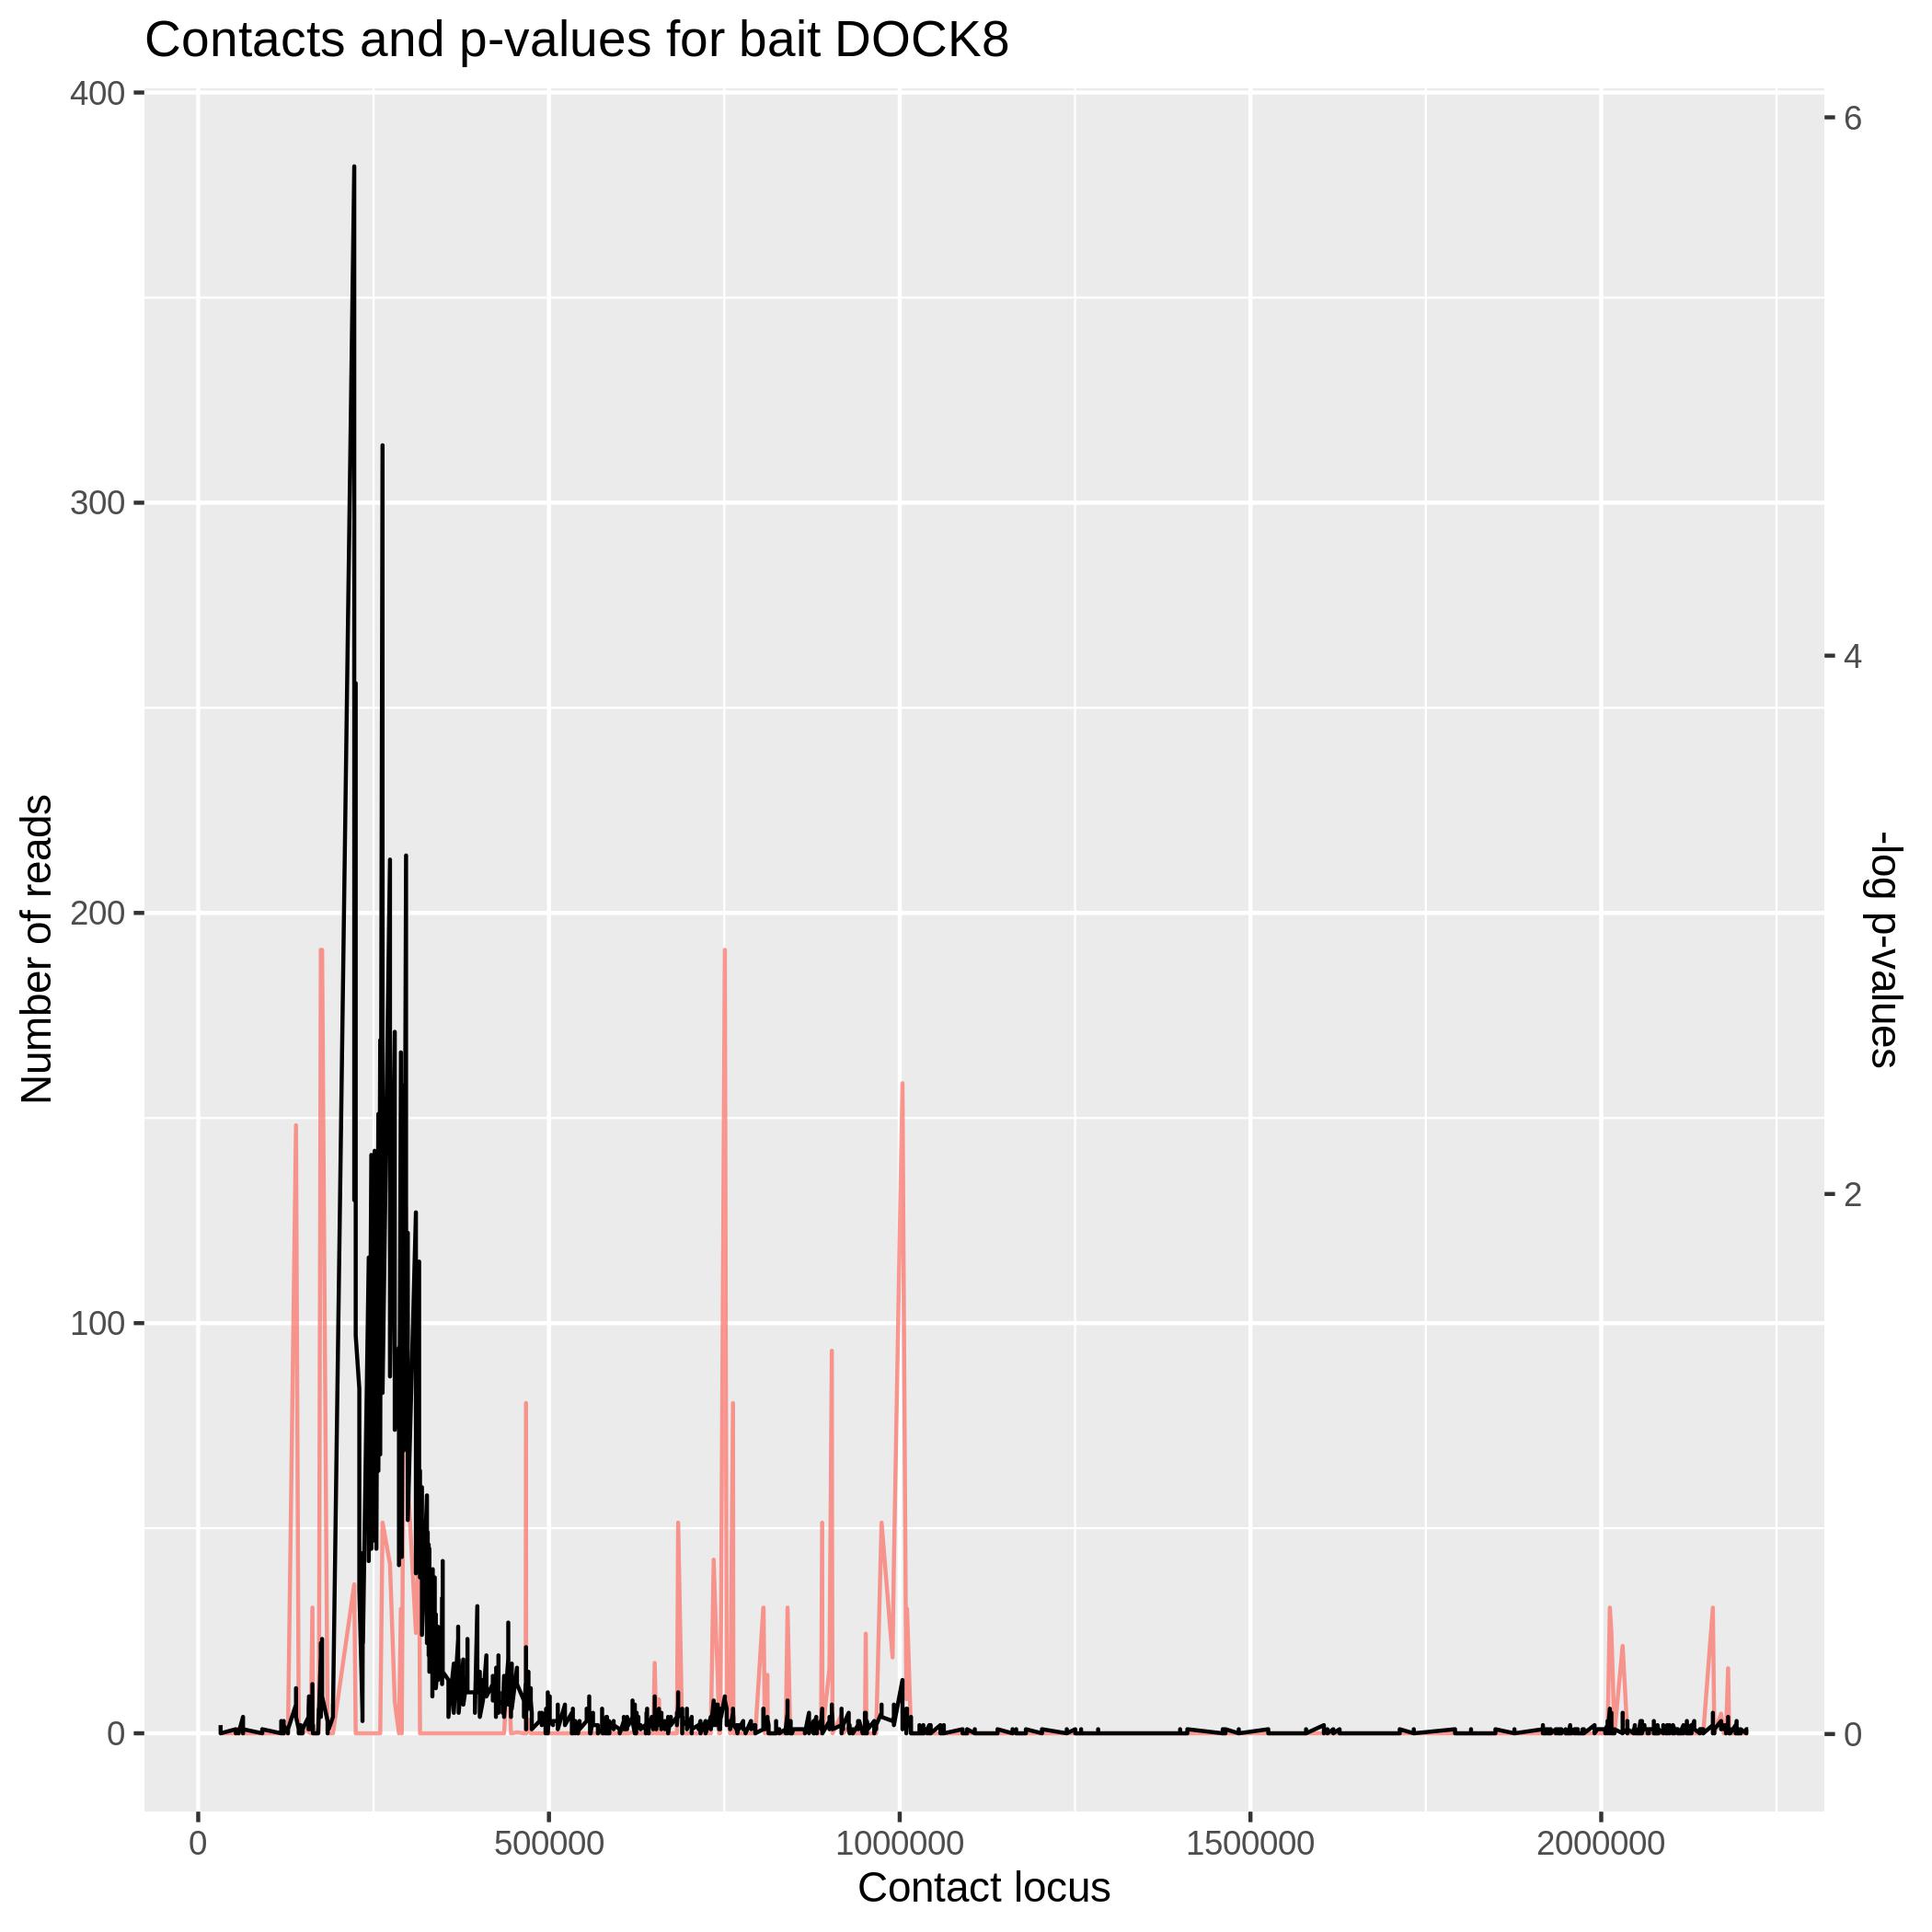 Contacts and p-values for bait DOCK8
400
300
200
100
0
Number of reads
6
4
2
0
-log p-values
0 500000 1000000 1500000 2000000
Contact locus